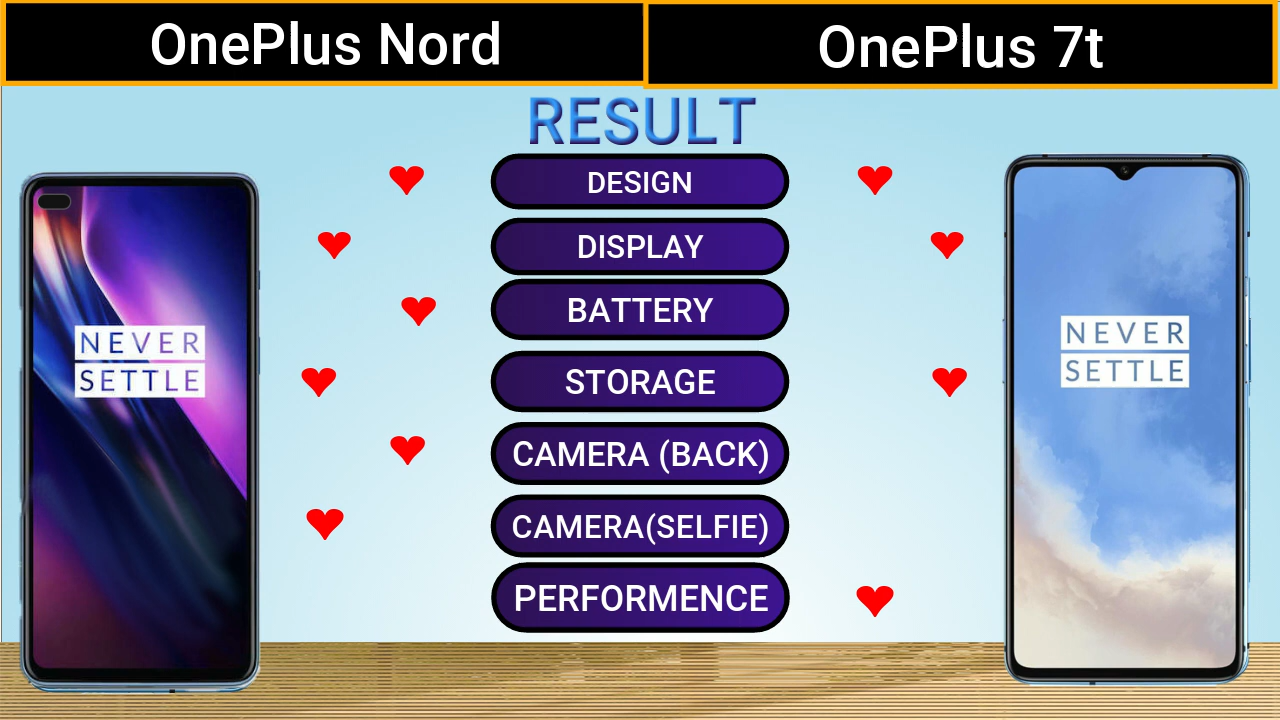 OnePlus Nord
OnePlus 7t
RESULT
DESIGN
DISPLAY
BATTERY
STORAGE
CAMERA (BACK)
CAMERA(SELFIE)
PERFORMENCE
NEVER
SETTLE
NEVER
SETTLE